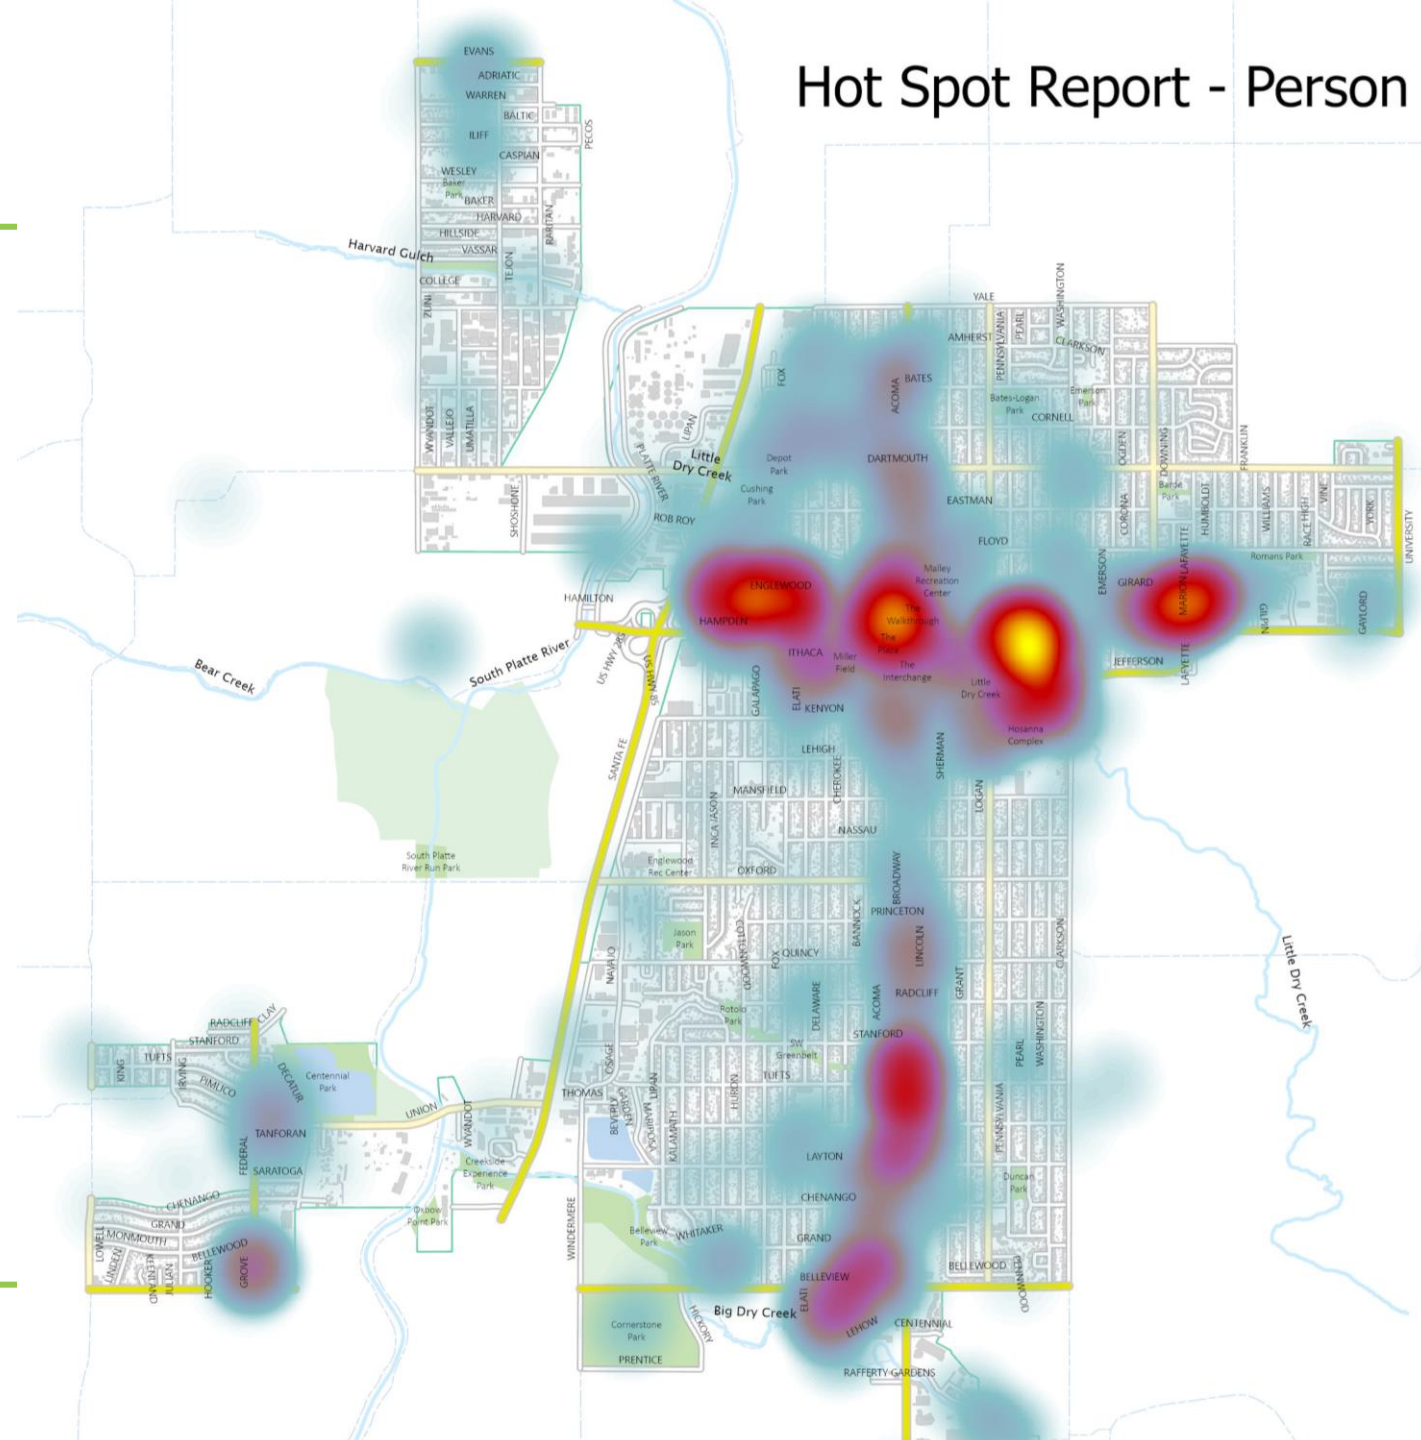 Hot Spot Report - Person
EVANS
ADRIATIC
WARREN
BALTIC
PECOS
ILIFF
CASPIAN
WESLEY
Baker
Park
BAKER
HARVARD
RARITAN
HILLSIDE
VASSAR
Harvard Gulch
TEJON
COLLEGE
ZUNI
WYANDOT
VALLEJO
UMATILLA
SHOSHONE
YALE
WASHINGTON
PENNSYLVANIA
PEARL
AMHERST
CLARKSON
FOX
BATES
ACOMA
Bates-Logan
Park
Emerson
Park
CORNELL
LIPAN
Little
Dry Creek
PLATTE RIVER
Depot
Park
DARTMOUTH
OGDEN
DOWNING
FRANKLIN
Cushing
Park
EASTMAN
CORONA
Barde
Park
HUMBOLDT
WILLIAMS
RACE
HIGH
VINE
YORK
UNIVERSITY
ROB ROY
FLOYD
EMERSON
LAFAYETTE
Romans Park
ENGLEWOOD
Malley
Recreation
Center
GIRARD
MARION
HAMILTON
HAMPDEN
The
Walkthrough
GILPIN
GAYLORD
US HWY 285
US HWY 85
The
Plaza
ITHACA
Miller
Field
The
Interchange
JEFFERSON
LAFYETTE
Bear Creek
South Platte River
GALAPAGO
ELATI
KENYON
Little
Dry Creek
Hosanna
Complex
SANTA FE
LEHIGH
CHEROKEE
SHERMAN
LOGAN
MANSFIELD
INCA
JASON
NASSAU
South Platte
River Run Park
Englewood
Rec Center
OXFORD
BROADWAY
PRINCETON
BANNOCK
Jason
Park
COTTONWOOD
FOX
QUINCY
LINCOLN
CLARKSON
NAVAJO
DELAWARE
ACOMA
RADCLIFF
GRANT
Little Dry Creek
Rotolo
Park
RADCLIFF
CLAY
STANFORD
STANFORD
TUFTS
KING
IRVING
PIMLICO
DECATUR
Centennial
Park
OSAGE
SW
Greenbelt
TUFTS
PEARL
WASHINGTON
THOMAS
BEVERLY
GARDEN
LIPAN
MARIPOSA
KALAMATH
HURON
UNION
WYANDOT
PENNSYLVANIA
TANFORAN
FEDERAL
SARATOGA
LAYTON
Creekside
Experience
Park
Duncan
Park
CHENANGO
CHENANGO
Oxbow
Point Park
WINDERMERE
GRAND
MONMOUTH
Belleview
Park
WHITAKER
GRAND
LOWELL
LINDEN
KENTLAND
JULIAN
HOOKER
BELLEWOOD
GROVE
BELLEVIEW
BELLEWOOD
DENMOOD
ELATI
LEHOW
Big Dry Creek
HICKORY
CENTENNIAL
Cornerstone
Park
PRENTICE
RAFFERTY GARDENS